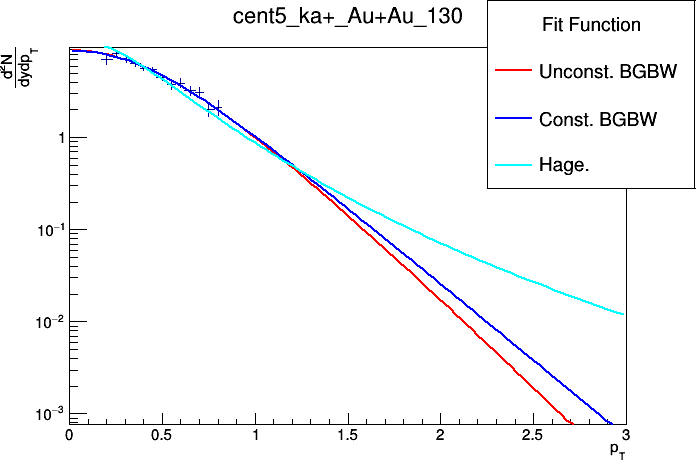 cent5_ka+_Au+Au_130
Fit Function
Unconst. BGBW
Const. BGBW
Hage.
d²N
dydp_T
1
10⁻¹
10⁻²
10⁻³
0 0.5 1 1.5 2 2.5 3
p_T